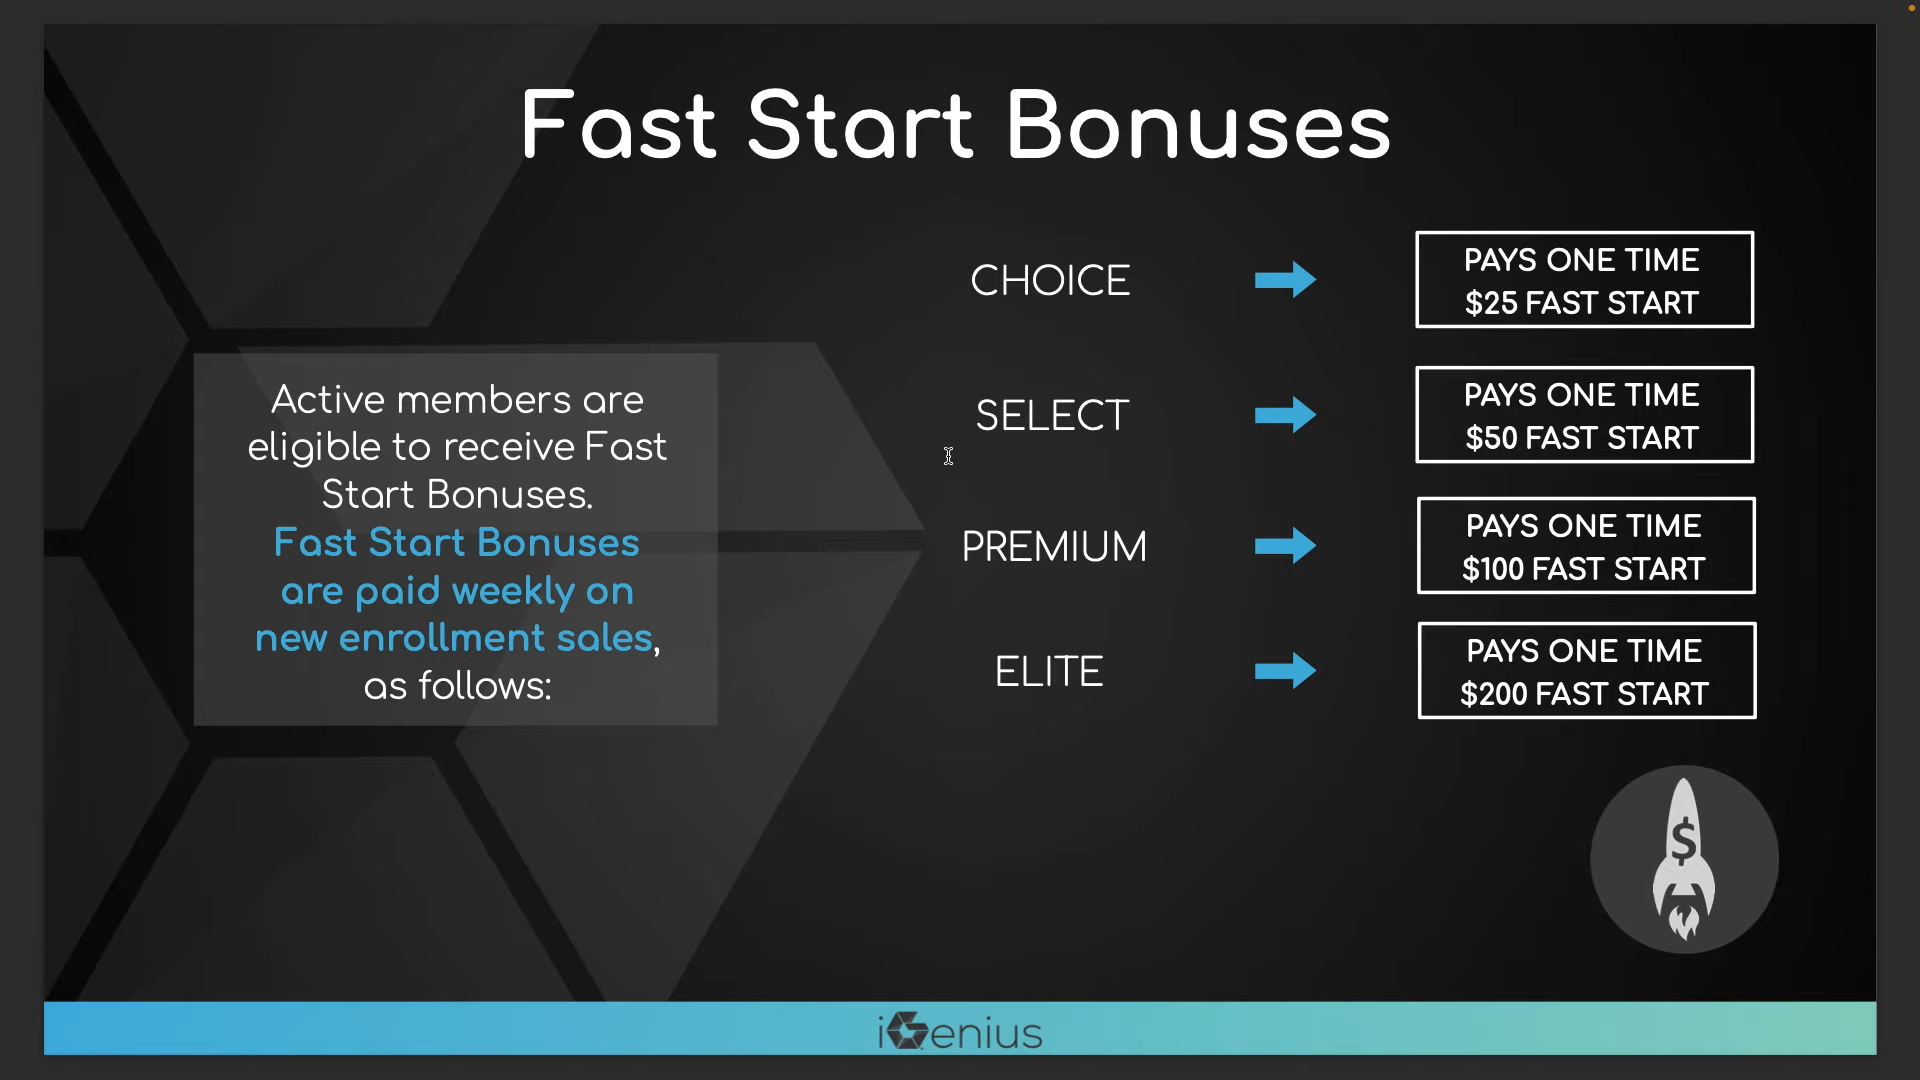 Fast Start Bonuses
Active members are
eligible to receive Fast
Start Bonuses.
Fast Start Bonuses
are paid weekly on
new enrollment sales,
as follows:
CHOICE
PAYS ONE TIME
$25 FAST START
SELECT
PAYS ONE TIME
$50 FAST START
PREMIUM
PAYS ONE TIME
$100 FAST START
ELITE
PAYS ONE TIME
$200 FAST START
$
iGenius